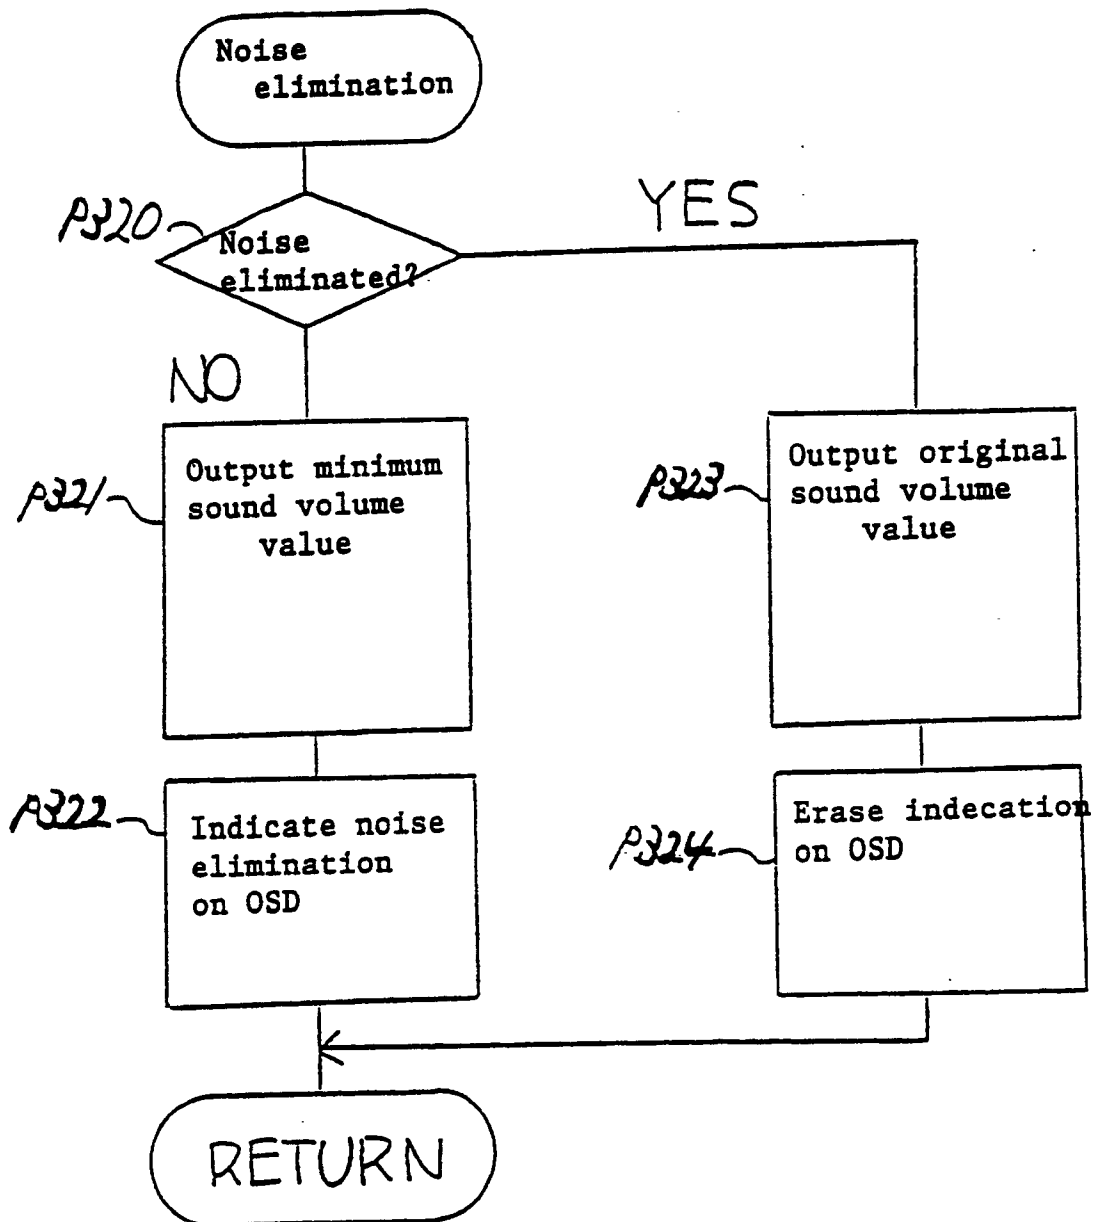 Noise
elimination
P320
Noise
eliminated?
YES
NO
P321
Output minimum
sound volume
value
P323
Output original
sound volume
value
P322
Indicate noise
elimination
on OSD
P324
Erase indecation
on OSD
RETURN